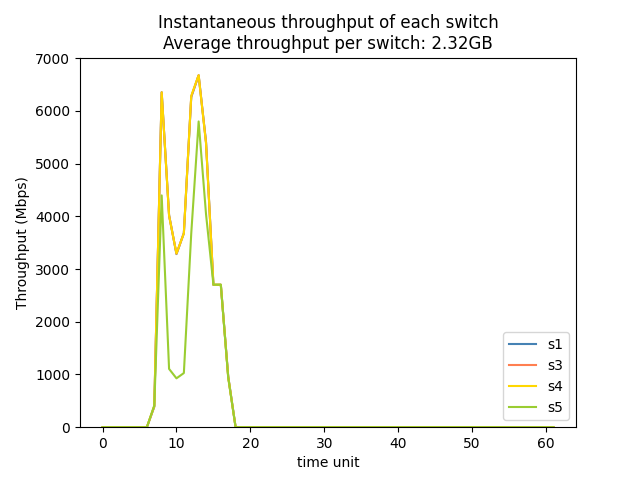 Instantaneous throughput of each switch
Average throughput per switch: 2.32GB
7000
6000
5000
4000
3000
2000
1000
0
Throughput (Mbps)
s1
s3
s4
s5
0 10 20 30 40 50 60
time unit